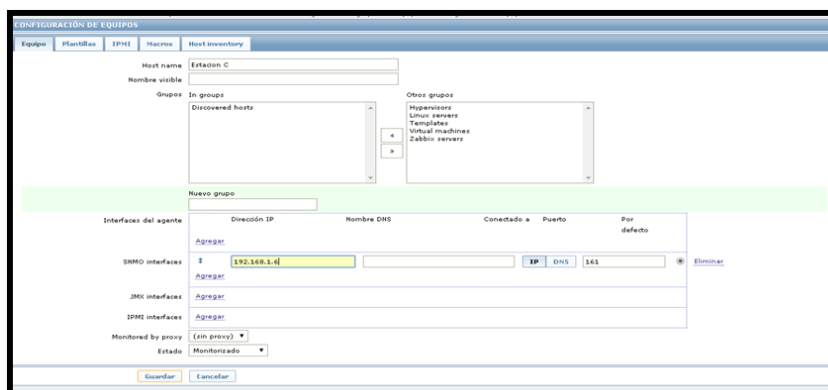 CONFIGURACIÓN DE EQUIPOS
Equipo Plantillas IPMI Macros Host inventory
Host name Estacion C
Nombre visible
Grupos In groups Otros grupos
Discovered hosts Hypervisors
Linux servers
Templates
Virtual machines
Zabbix servers
«
»
Nuevo grupo
Interfaces del agente Dirección IP Nombre DNS Conectado a Puerto Por defecto
Agregar
SNMO interfaces 192.168.1.6 IP DNS 161 Eliminar
Agregar
JMX interfaces Agregar
IPMI interfaces Agregar
Monitored by proxy (sin proxy)
Estado Monitorizado
Guardar Cancelar